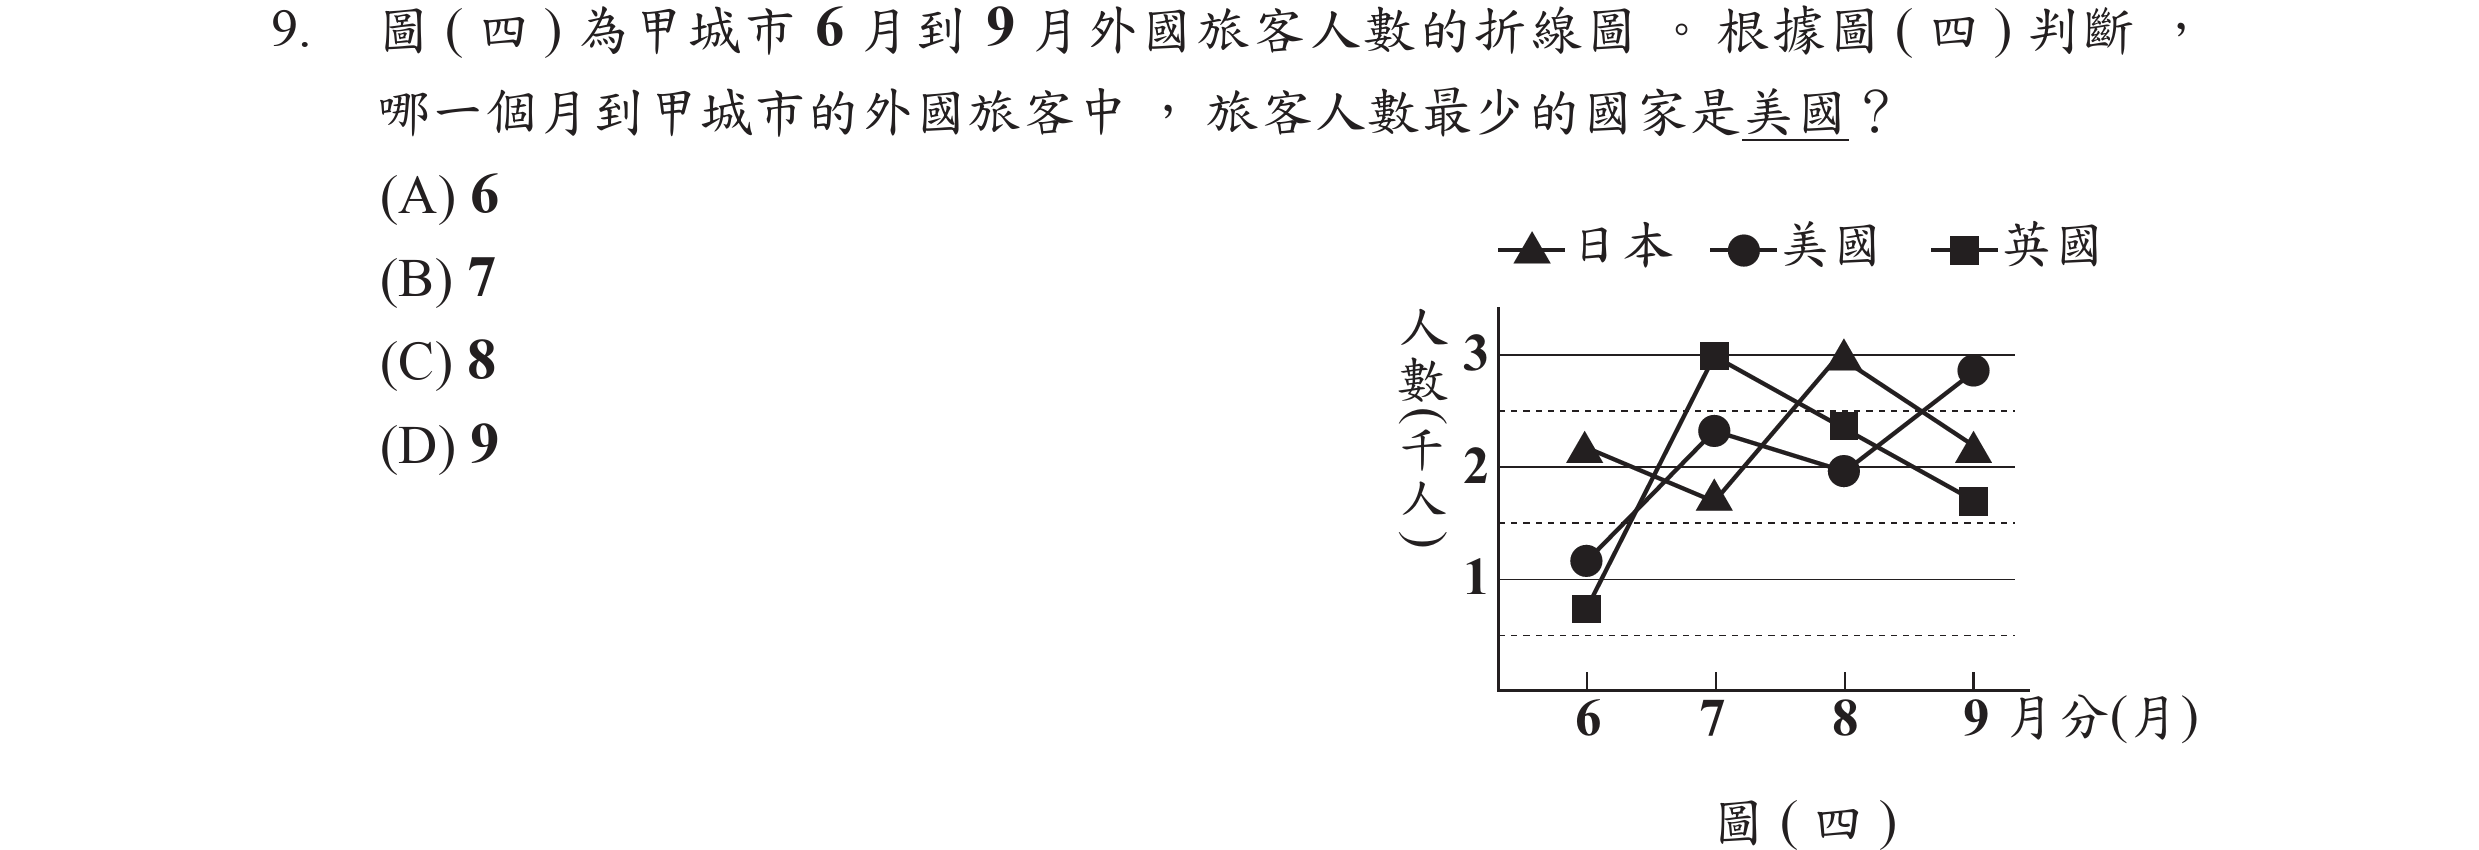 9. 圖(四)為甲城市6月到9月外國旅客人數的折線圖。根據圖(四)判斷，
哪一個月到甲城市的外國旅客中，旅客人數最少的國家是美國？
(A) 6
(B) 7
(C) 8
(D) 9
日本 美國 英國
人數(千人)
3
2
1
6 7 8 9 月分(月)
圖(四)